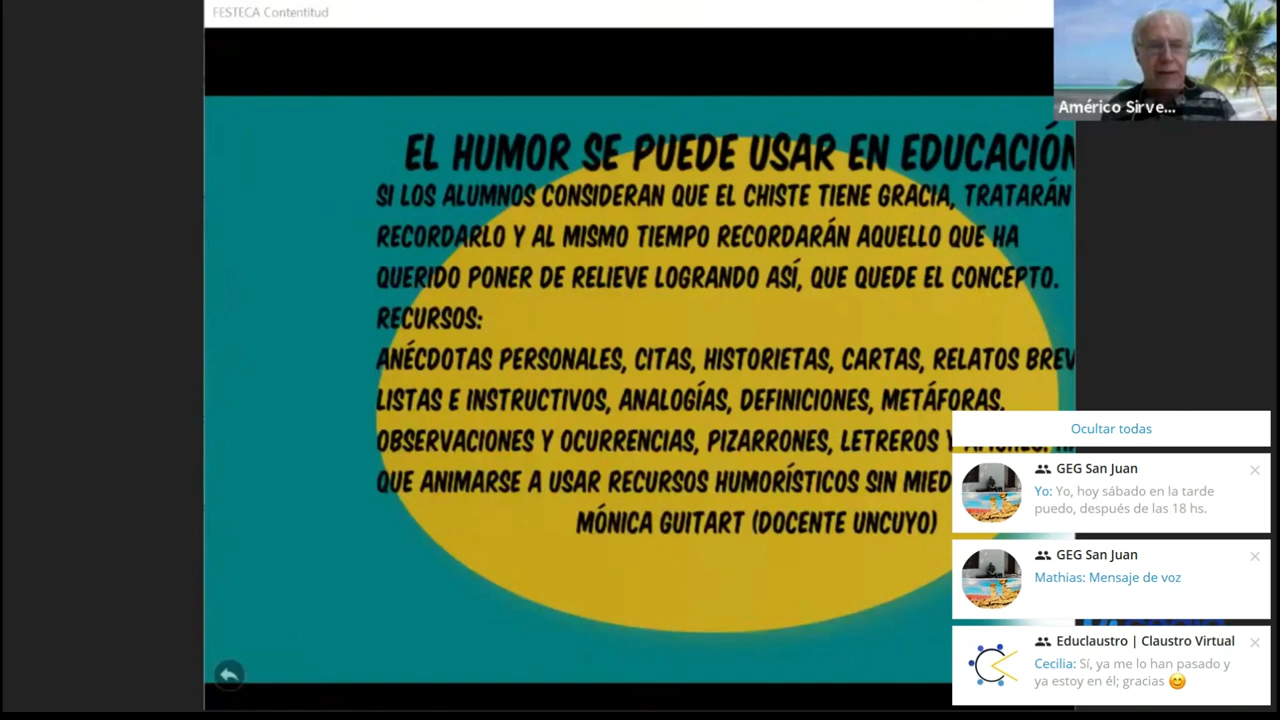 FESTECA Contentitud
Américo Sirve...
EL HUMOR SE PUEDE USAR EN EDUCACIÓN
SI LOS ALUMNOS CONSIDERAN QUE EL CHISTE TIENE GRACIA, TRATARÁN
RECORDARLO Y AL MISMO TIEMPO RECORDARÁN AQUELLO QUE HA
QUERIDO PONER DE RELIEVE LOGRANDO ASÍ, QUE QUEDE EL CONCEPTO.
RECURSOS:
ANÉCDOTAS PERSONALES, CITAS, HISTORIETAS, CARTAS, RELATOS BREV
LISTAS E INSTRUCTIVOS, ANALOGÍAS, DEFINICIONES, METÁFORAS,
OBSERVACIONES Y OCURRENCIAS, PIZARRONES, LETREROS Y
QUE ANIMARSE A USAR RECURSOS HUMORÍSTICOS SIN MIED
MÓNICA GUITART (DOCENTE UNCUYO)
Ocultar todas
GEG San Juan
Yo: Yo, hoy sábado en la tarde
puedo, después de las 18 hs.
GEG San Juan
Mathias: Mensaje de voz
Educlaustro | Claustro Virtual
Cecilia: Sí, ya me lo han pasado y
ya estoy en él; gracias 😊